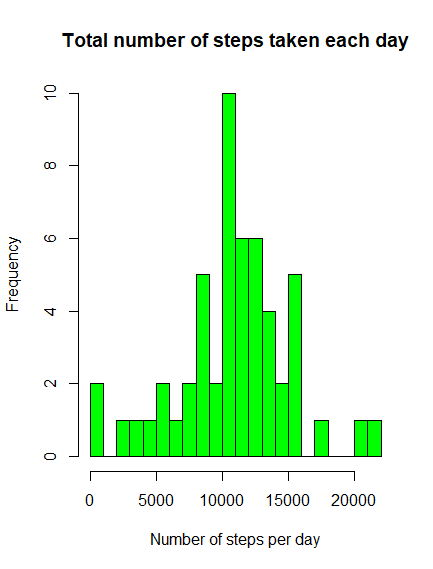 Total number of steps taken each day
10
8
6
4
2
0
Frequency
0 5000 10000 15000 20000
Number of steps per day